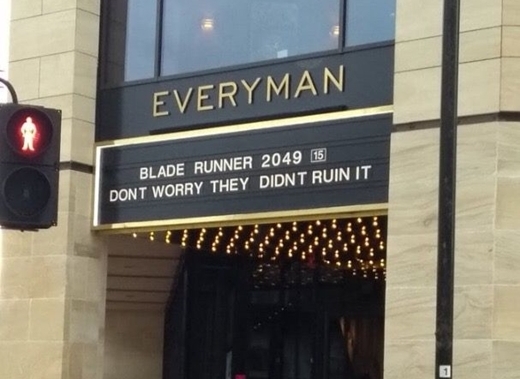 EVERYMAN
BLADE RUNNER 2049 15
DONT WORRY THEY DIDNT RUIN IT
1